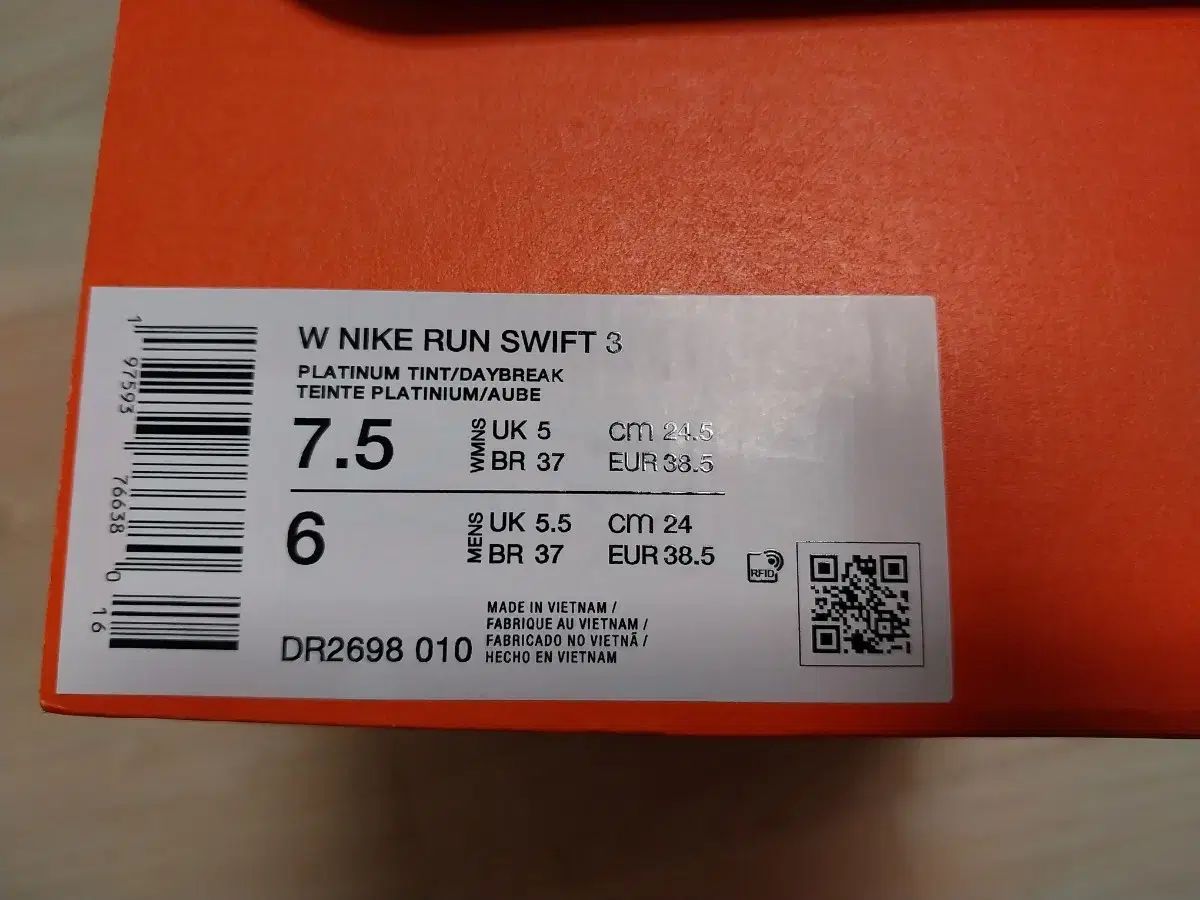 W NIKE RUN SWIFT 3
PLATINUM TINT/DAYBREAK
TEINTE PLATINIUM/AUBE
7.5 WMNS UK 5 CM 24.5
BR 37 EUR 38.5
6 MENS UK 5.5 CM 24
BR 37 EUR 38.5
RFID
DR2698 010
MADE IN VIETNAM /
FABRIQUE AU VIETNAM /
FABRICADO NO VIETNÃ /
HECHO EN VIETNAM
1 97593 76638 0 16